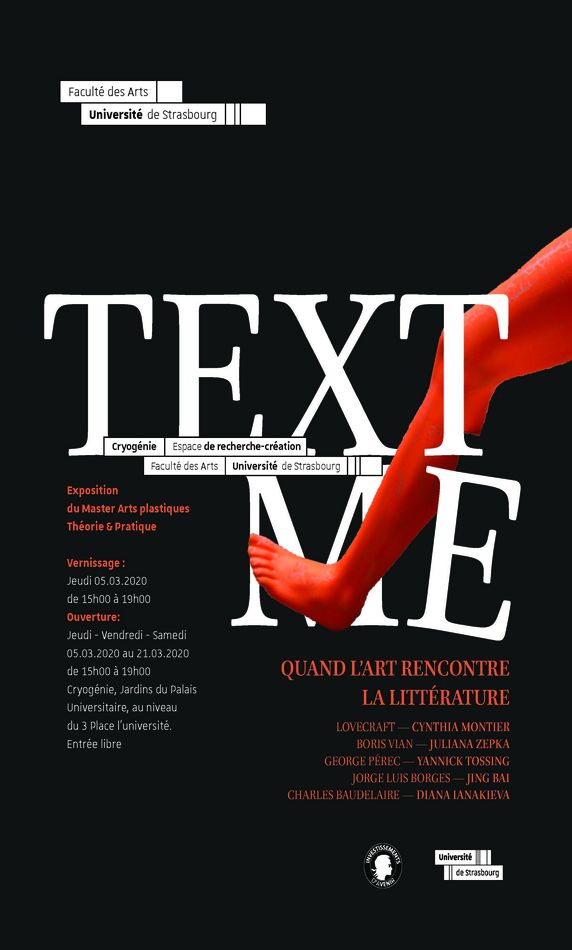 Faculté des Arts
Université de Strasbourg
TEXT
ME
Cryogénie Espace de recherche-création
Faculté des Arts Université de Strasbourg
Exposition
du Master Arts plastiques
Théorie & Pratique
Vernissage :
Jeudi 05.03.2020
de 15h00 à 19h00
Ouverture:
Jeudi - Vendredi - Samedi
05.03.2020 au 21.03.2020
de 15h00 à 19h00
Cryogénie, Jardins du Palais
Universitaire, au niveau
du 3 Place l'université.
Entrée libre
QUAND L'ART RENCONTRE
LA LITTÉRATURE
LOVECRAFT — CYNTHIA MONTIER
BORIS VIAN — JULIANA ZEPKA
GEORGE PÉREC — YANNICK TOSSING
JORGE LUIS BORGES — JING BAI
CHARLES BAUDELAIRE — DIANA IANAKIEVA
INVESTISSEMENTS
D'AVENIR
Université
de Strasbourg